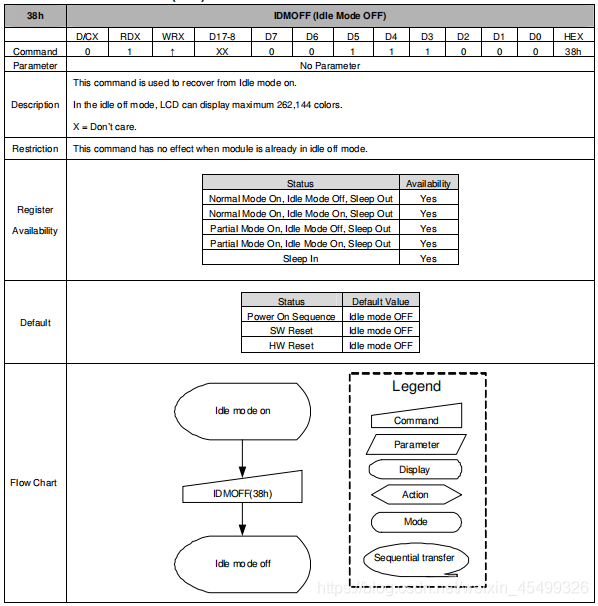 38h IDMOFF (Idle Mode OFF)
D/CX RDX WRX D17-8 D7 D6 D5 D4 D3 D2 D1 D0 HEX
Command 0 1 ↑ XX 0 0 1 1 1 0 0 0 38h
Parameter No Parameter
This command is used to recover from Idle mode on.
Description In the idle off mode, LCD can display maximum 262,144 colors.
X = Don't care.
Restriction This command has no effect when module is already in idle off mode.
Register
Availability
Status Availability
Normal Mode On, Idle Mode Off, Sleep Out Yes
Normal Mode On, Idle Mode On, Sleep Out Yes
Partial Mode On, Idle Mode Off, Sleep Out Yes
Partial Mode On, Idle Mode On, Sleep Out Yes
Sleep In Yes
Default
Status Default Value
Power On Sequence Idle mode OFF
SW Reset Idle mode OFF
HW Reset Idle mode OFF
Flow Chart
Idle mode on
IDMOFF(38h)
Idle mode off
Legend
Command
Parameter
Display
Action
Mode
Sequential transfer
https://blog.csdn.net/weixin_45499326